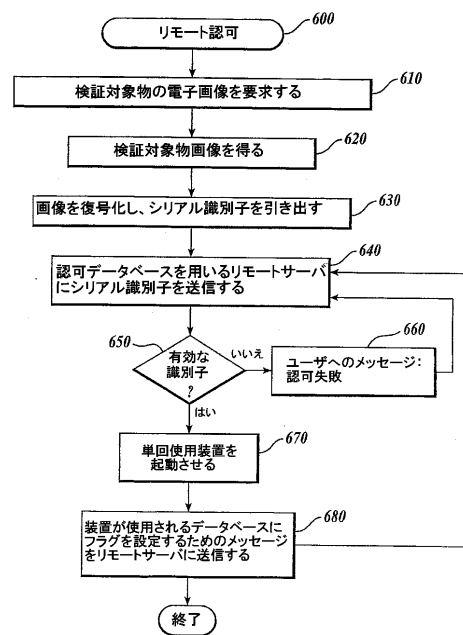 リモート認可
600
検証対象物の電子画像を要求する
610
検証対象物画像を得る
620
画像を復号化し、シリアル識別子を引き出す
630
認可データベースを用いるリモートサーバ
にシリアル識別子を送信する
640
650
有効な
識別子
?
いいえ
はい
660
ユーザへのメッセージ:
認可失敗
単回使用装置を
起動させる
670
装置が使用されるデータベースに
フラグを設定するためのメッセージ
をリモートサーバに送信する
680
終了